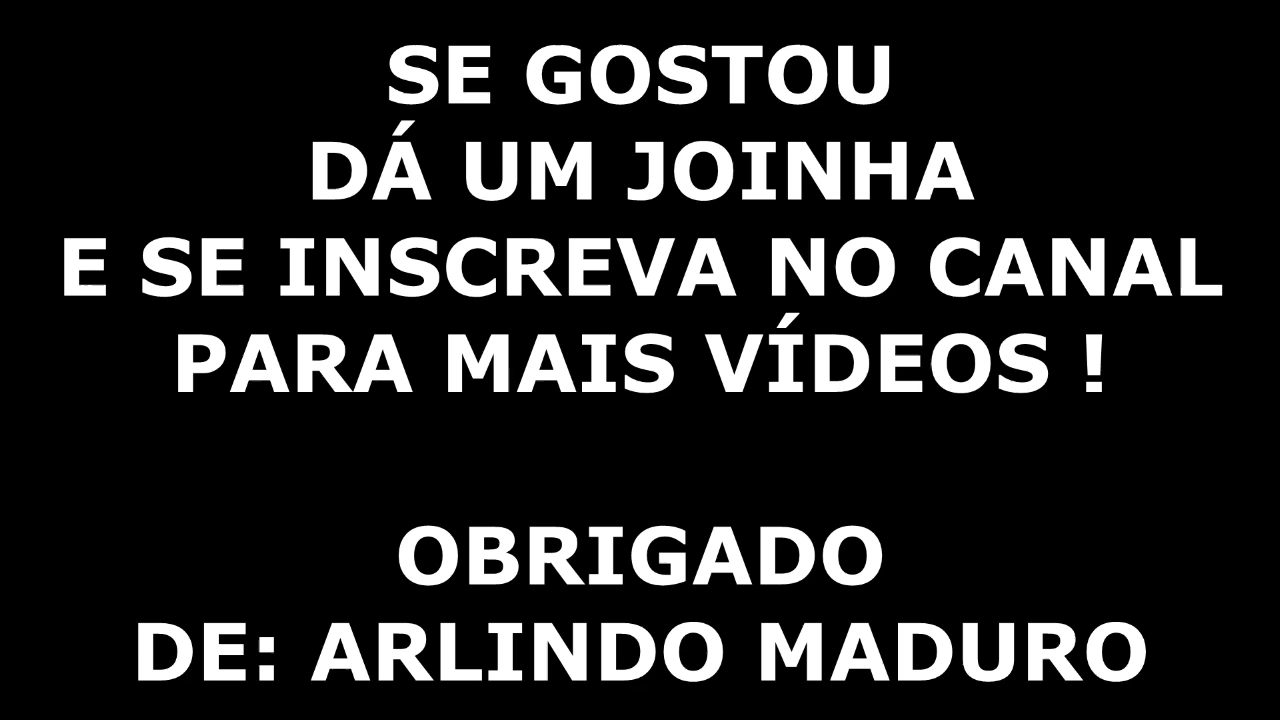 SE GOSTOU
DÁ UM JOINHA
E SE INSCREVA NO CANAL
PARA MAIS VÍDEOS !
OBRIGADO
DE: ARLINDO MADURO